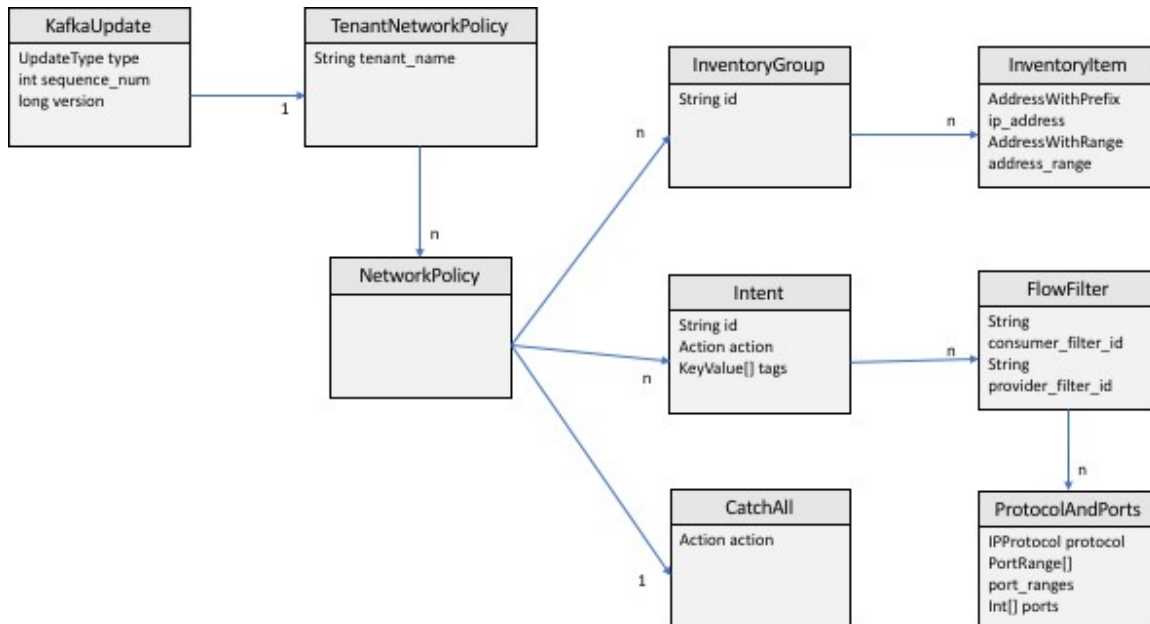 KafkaUpdate
UpdateType type
int sequence_num
long version
1
TenantNetworkPolicy
String tenant_name
n
NetworkPolicy
n
n
1
InventoryGroup
String id
n
InventoryItem
AddressWithPrefix
ip_address
AddressWithRange
address_range
Intent
String id
Action action
KeyValue[] tags
n
FlowFilter
String
consumer_filter_id
String
provider_filter_id
n
CatchAll
Action action
ProtocolAndPorts
IPProtocol protocol
PortRange[]
port_ranges
Int[] ports